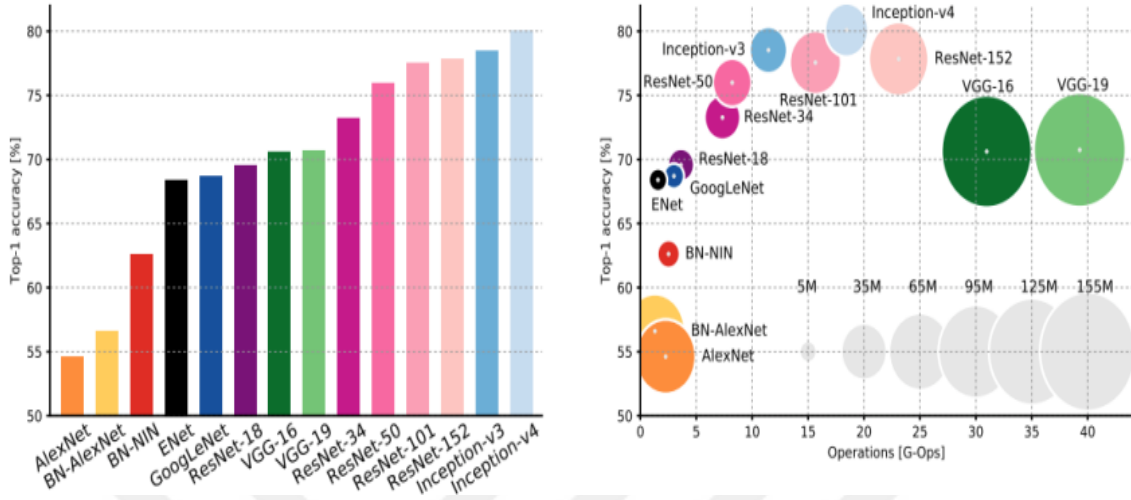 Top-1 accuracy [%]
80
75
70
65
60
55
50
AlexNet
BN-AlexNet
BN-NIN
ENet
GoogLeNet
ResNet-18
VGG-16
VGG-19
ResNet-34
ResNet-50
ResNet-101
ResNet-152
Inception-v3
Inception-v4
Top-1 accuracy [%]
80
75
70
65
60
55
50
Inception-v4
Inception-v3
ResNet-152
ResNet-50
VGG-16
VGG-19
ResNet-101
ResNet-34
ResNet-18
GoogLeNet
ENet
BN-NIN
5M 35M 65M 95M 125M 155M
BN-AlexNet
AlexNet
0 5 10 15 20 25 30 35 40
Operations [G-Ops]